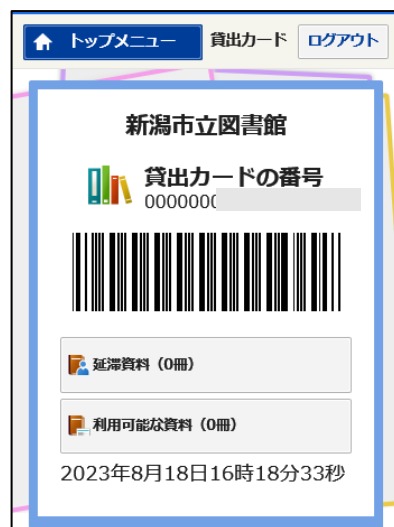 トップメニュー 貸出カード ログアウト
新潟市立図書館
貸出カードの番号
0000000
延滞資料（0冊）
利用可能な資料（0冊）
2023年8月18日16時18分33秒